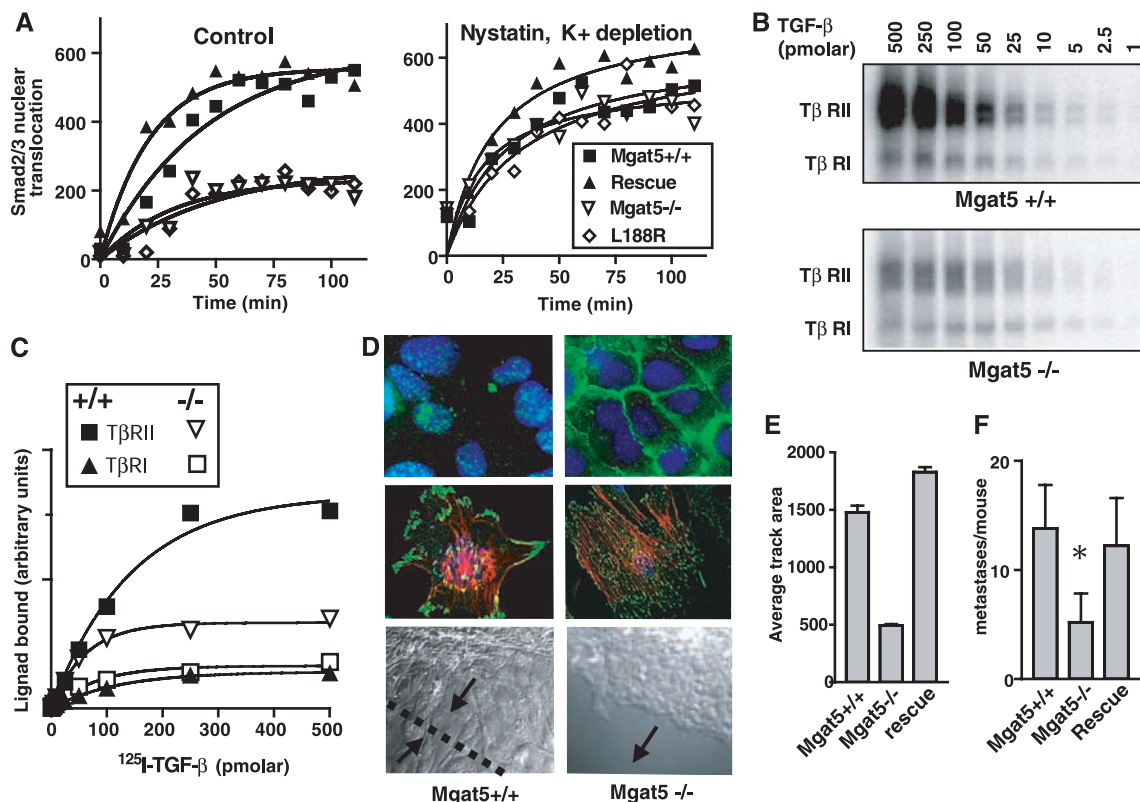 A
Control
Smad2/3 nuclear
translocation
600
400
200
0
0 25 50 75 100
Time (min)
Nystatin, K+ depletion
600
400
200
0
0 25 50 75 100
Time (min)
Mgat5+/+
Rescue
Mgat5-/-
L188R
B
TGF-β
(pmolar)
500 250 100 50 25 10 5 2.5 1
Tβ RII
Tβ RI
Mgat5 +/+
Tβ RII
Tβ RI
Mgat5 -/-
C
+/+ -/-
TβRII
TβRI
Lignad bound (arbitrary units)
0 100 200 300 400 500
¹²⁵I-TGF-β (pmolar)
D
Mgat5+/+
Mgat5 -/-
E
Average track area
2000
1500
1000
500
0
Mgat5+/+
Mgat5-/-
rescue
F
metastases/mouse
20
10
0
*
Mgat5+/+
Mgat5-/-
Rescue